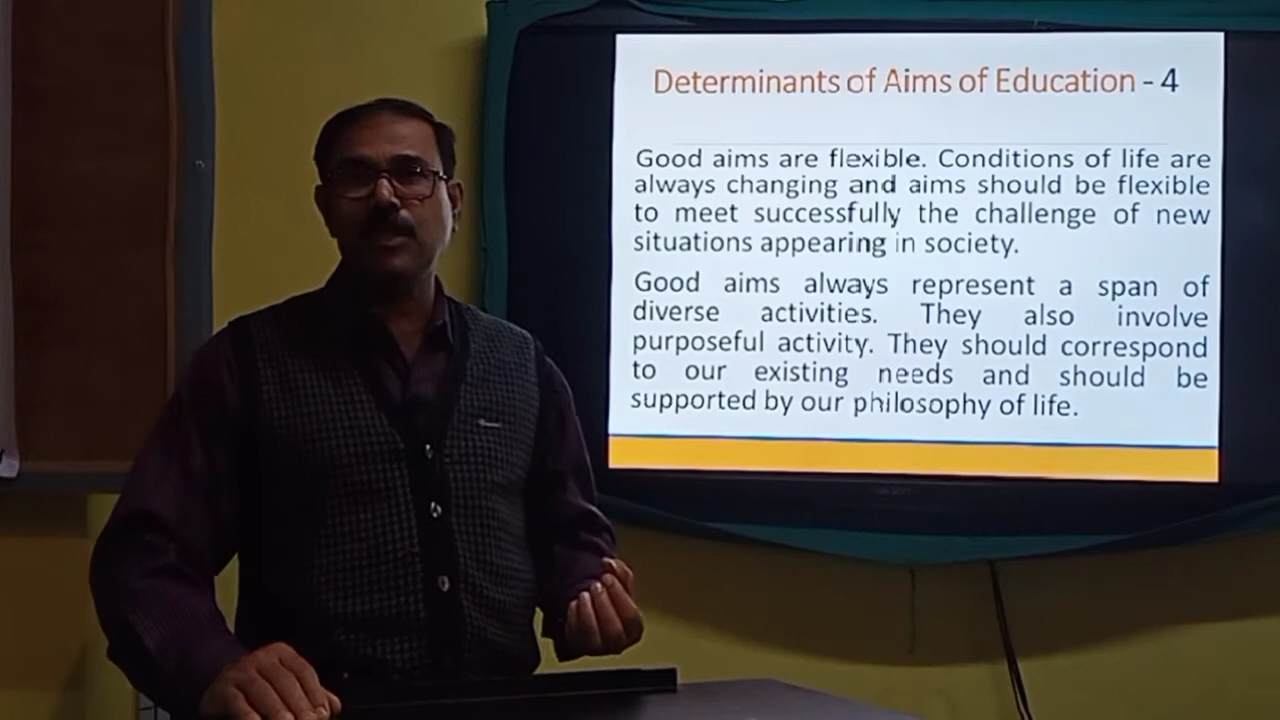 Determinants of Aims of Education - 4
Good aims are flexible. Conditions of life are
always changing and aims should be flexible
to meet successfully the challenge of new
situations appearing in society.
Good aims always represent a span of
diverse activities. They also involve
purposeful activity. They should correspond
to our existing needs and should be
supported by our philosophy of life.